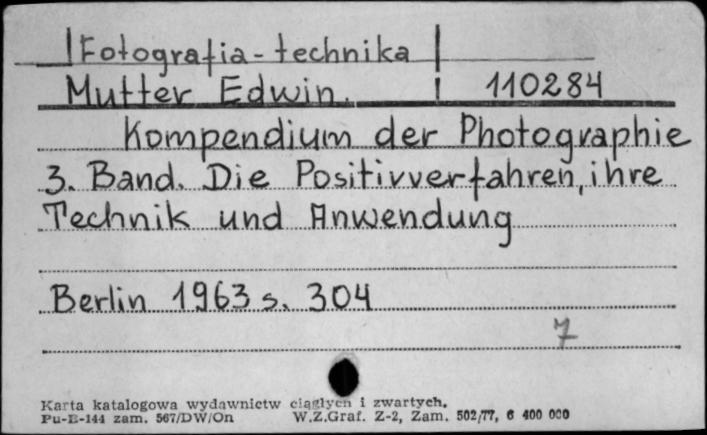 Fotografia-technika
Mutter Edwin. 110284
Kompendium der Photographie
3. Band. Die Positivverfahren, ihre
Technik und Anwendung
Berlin 1963 s. 304
7
Karta katalogowa wydawnictw ciągłych i zwartych.
Pu-E-144 zam. 567/DW/On W.Z.Graf. Z-2, Zam. 502/77, 6 400 000